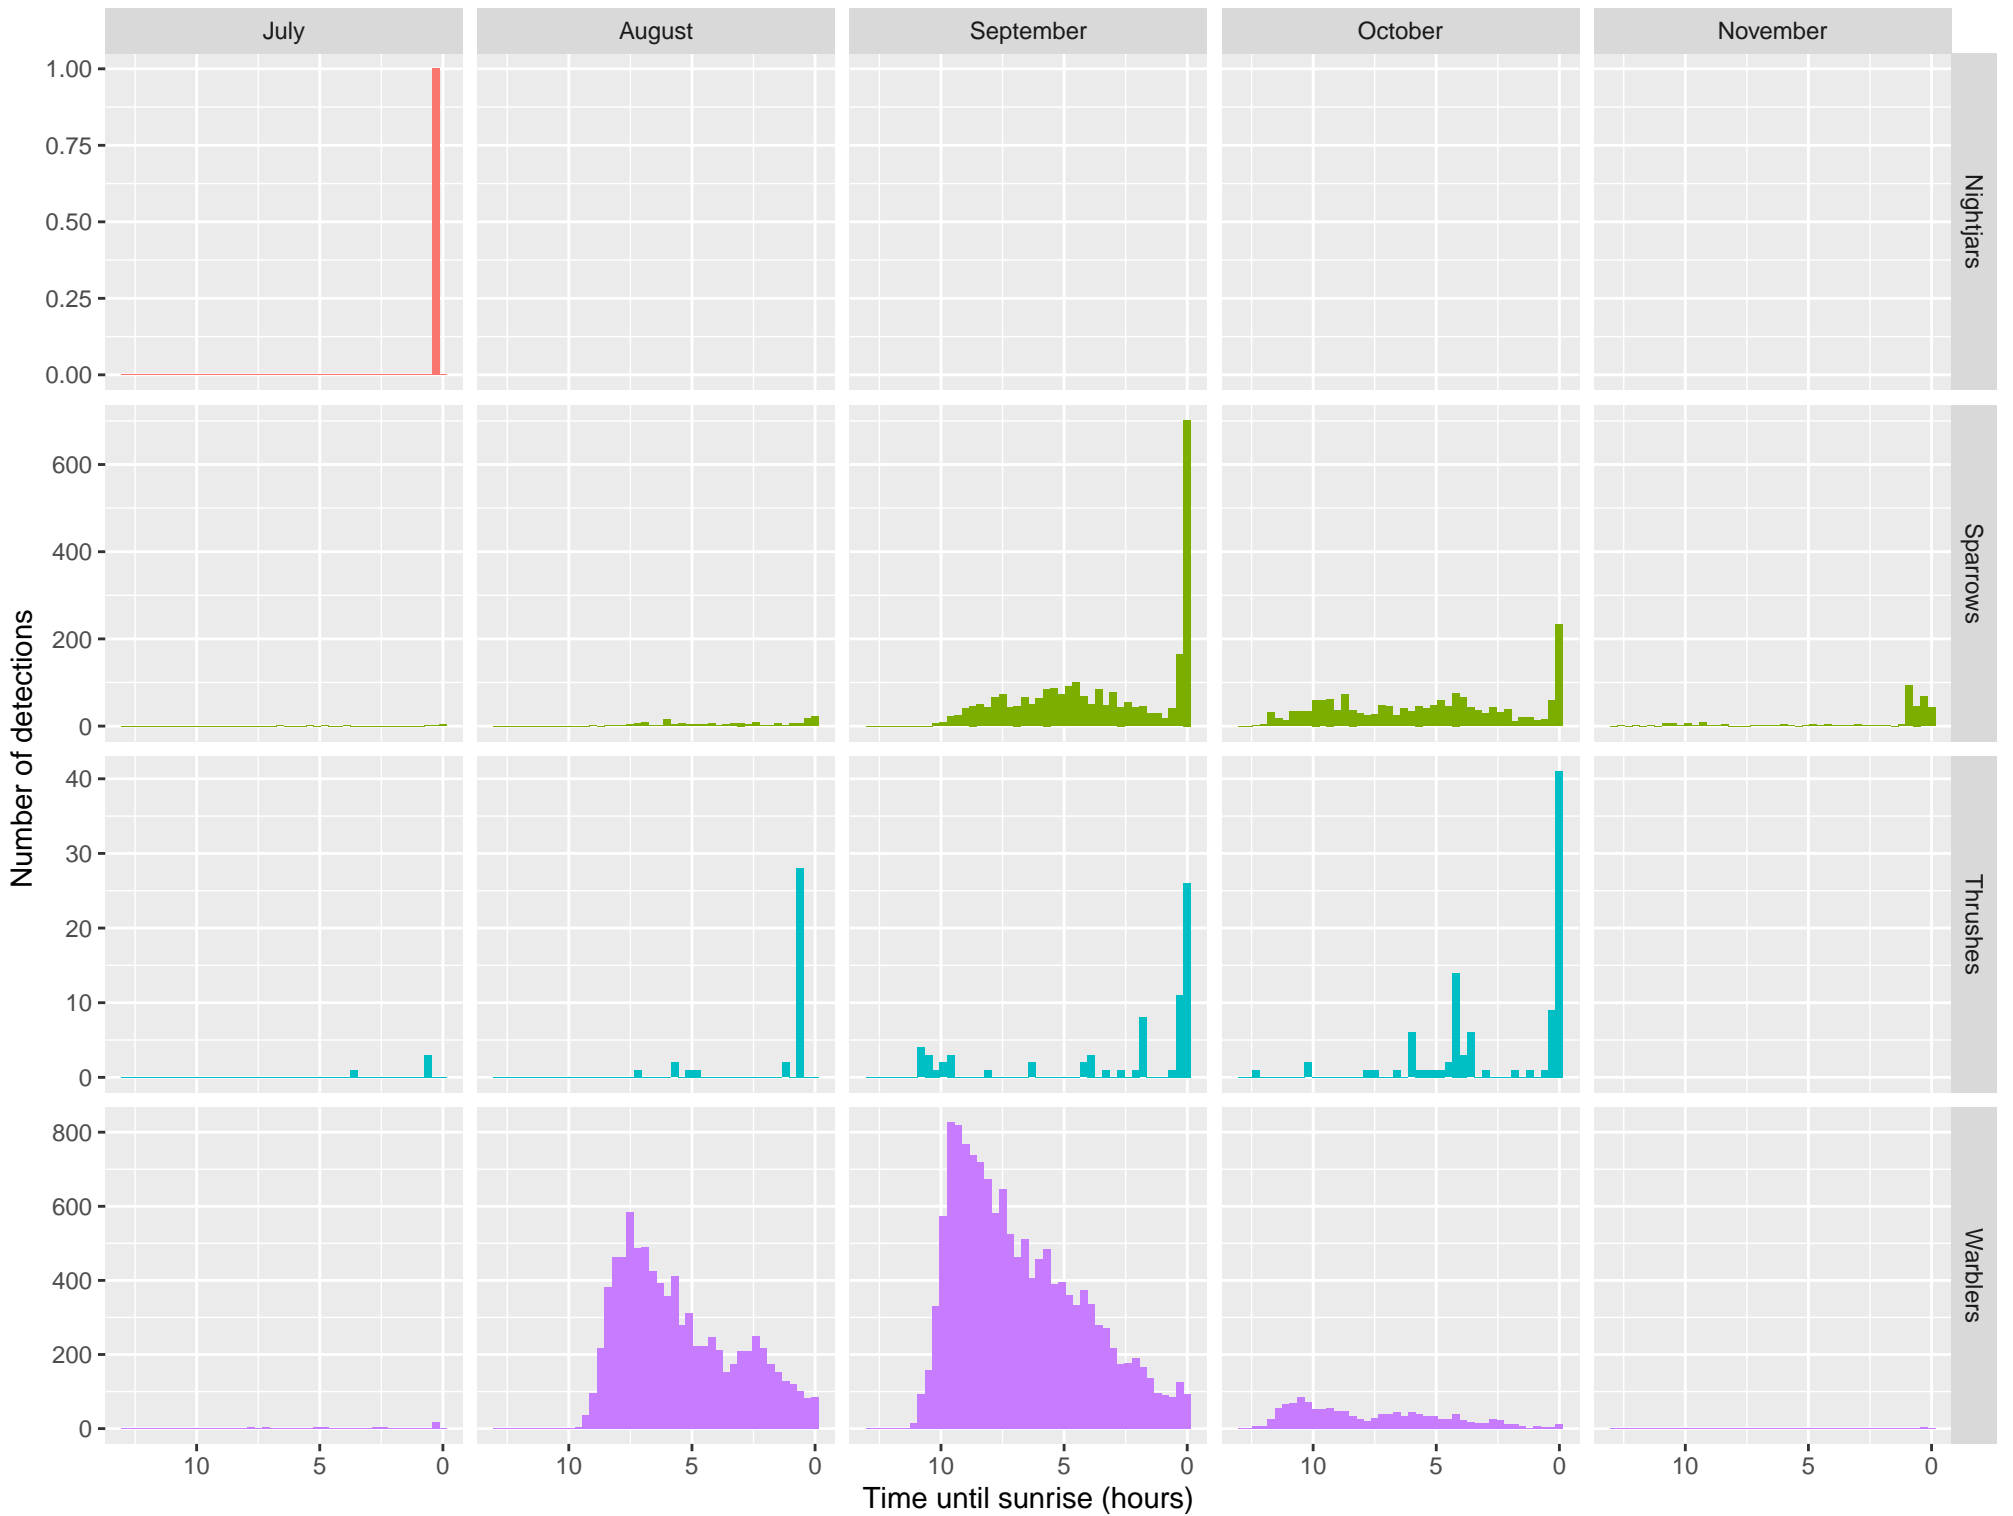 July August September October November
1.00
0.75
0.50
0.25
0.00
Nightjars
600
400
200
0
Sparrows
40
30
20
10
0
Thrushes
800
600
400
200
0
Warblers
10 5 0 10 5 0 10 5 0 10 5 0 10 5 0
Time until sunrise (hours)
Number of detections